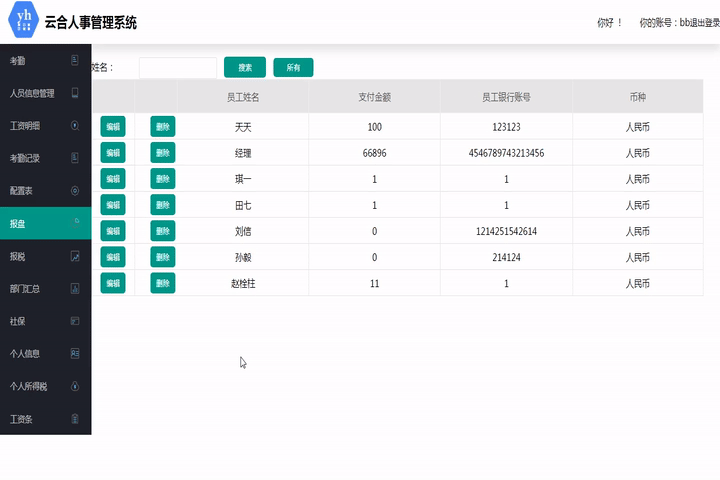 yh
云合人事管理系统
你好 ！ 你的账号：bb退出登录
考勤
人员信息管理
工资明细
考勤记录
配置表
报盘
报税
部门汇总
社保
个人信息
个人所得税
工资条
姓名： 搜索 所有
员工姓名 支付金额 员工银行账号 币种
编辑 删除 天天 100 123123 人民币
编辑 删除 经理 66896 4546789743213456 人民币
编辑 删除 琪一 1 1 人民币
编辑 删除 田七 1 1 人民币
编辑 删除 刘信 0 1214251542614 人民币
编辑 删除 孙毅 0 214124 人民币
编辑 删除 赵栓柱 11 1 人民币